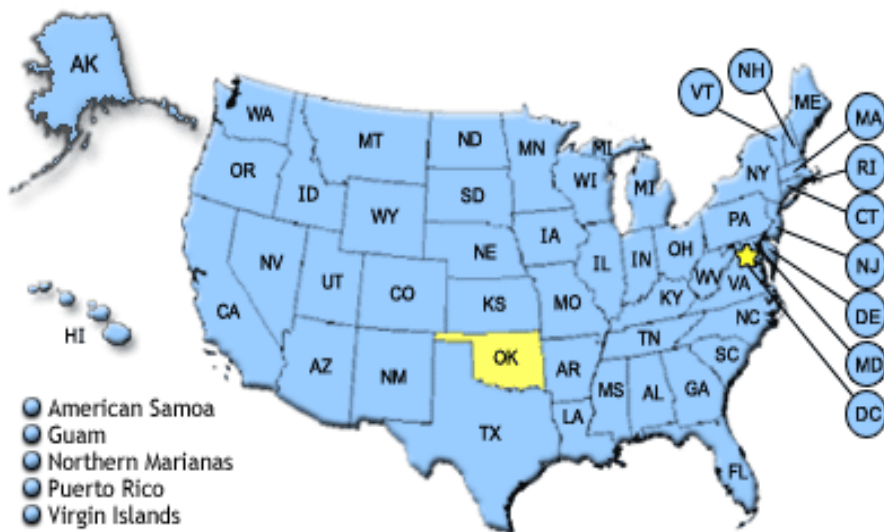 AK
WA
MT
ND
MN
MI
VT
NH
ME
MA
OR
ID
SD
WI
MI
NY
RI
WY
CT
IA
PA
NE
NV
UT
IL
IN
OH
NJ
CO
WV
VA
CA
KS
MO
KY
DE
NC
HI
TN
AZ
NM
OK
AR
SC
MD
MS
AL
GA
DC
TX
LA
FL
American Samoa
Guam
Northern Marianas
Puerto Rico
Virgin Islands